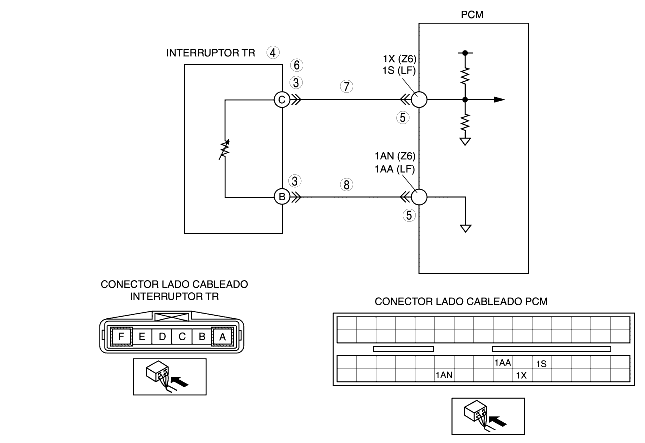 PCM
INTERRUPTOR TR 4
6
3
C
7
1X (Z6)
1S (LF)
5
1AN (Z6)
1AA (LF)
3
B
8
5
CONECTOR LADO CABLEADO
INTERRUPTOR TR
F E D C B A
CONECTOR LADO CABLEADO PCM
1AA 1S
1AN 1X